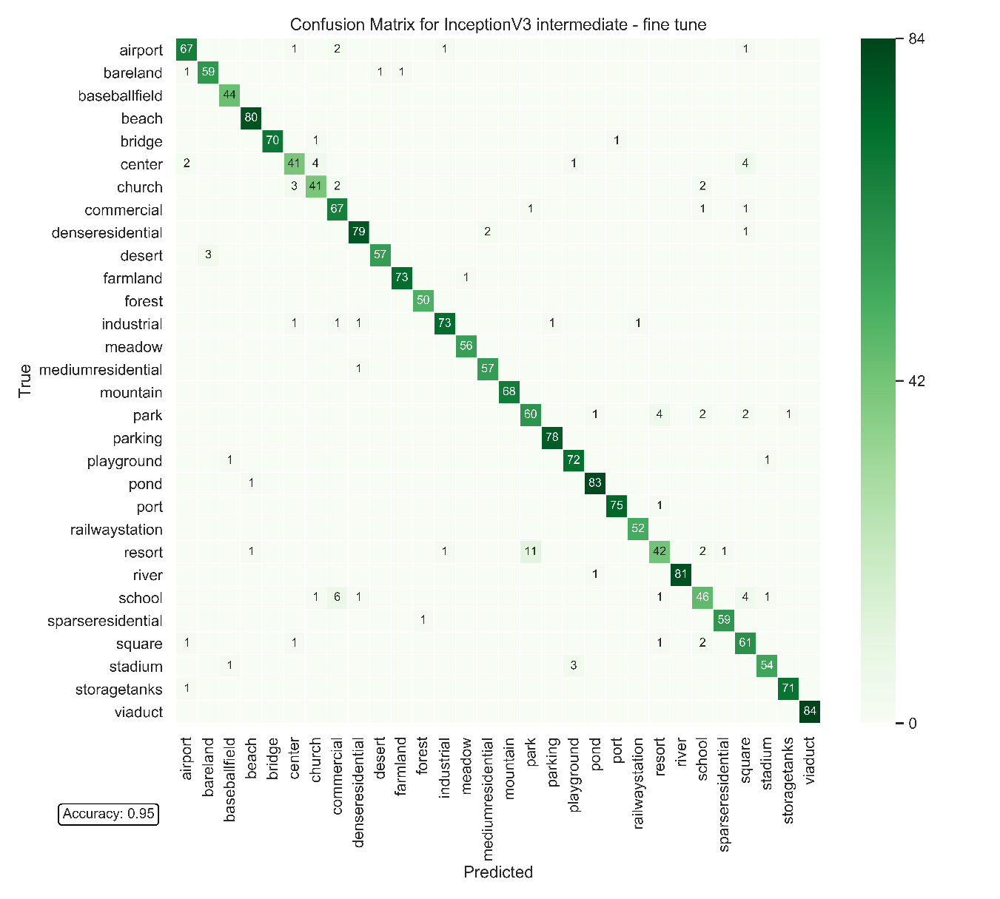 Confusion Matrix for InceptionV3 intermediate - fine tune
airport 67 1 2 1 1
bareland 1 59 1 1
baseballfield 44
beach 80
bridge 70 1 1
center 2 41 4 1 4
church 3 41 2 2
commercial 67 1 1 1
denseresidential 79 2 1
desert 3 57
farmland 73 1
forest 50
industrial 1 1 1 73 1 1
meadow 56
mediumresidential 1 57
mountain 68
park 60 1 4 2 2 1
parking 78
playground 1 72 1
pond 1 83
port 75 1
railwaystation 52
resort 1 1 11 42 2 1
river 1 81
school 1 6 1 1 46 4 1
sparseresidential 1 59
square 1 1 1 2 61
stadium 1 3 54
storagetanks 1 71
viaduct 84
True
airport
bareland
baseballfield
beach
bridge
center
church
commercial
denseresidential
desert
farmland
forest
industrial
meadow
mediumresidential
mountain
park
parking
playground
pond
port
railwaystation
resort
river
school
sparseresidential
square
stadium
storagetanks
viaduct
Predicted
84
42
0
Accuracy: 0.95